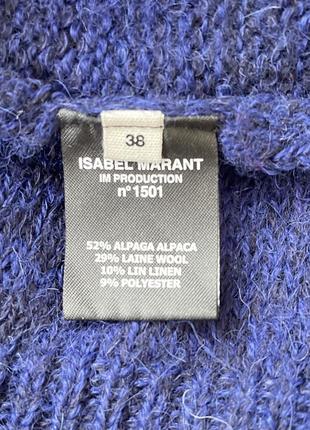 38
ISABEL MARANT
IM PRODUCTION
n°1501
52% ALPAGA ALPACA
29% LAINE WOOL
10% LIN LINEN
9% POLYESTER